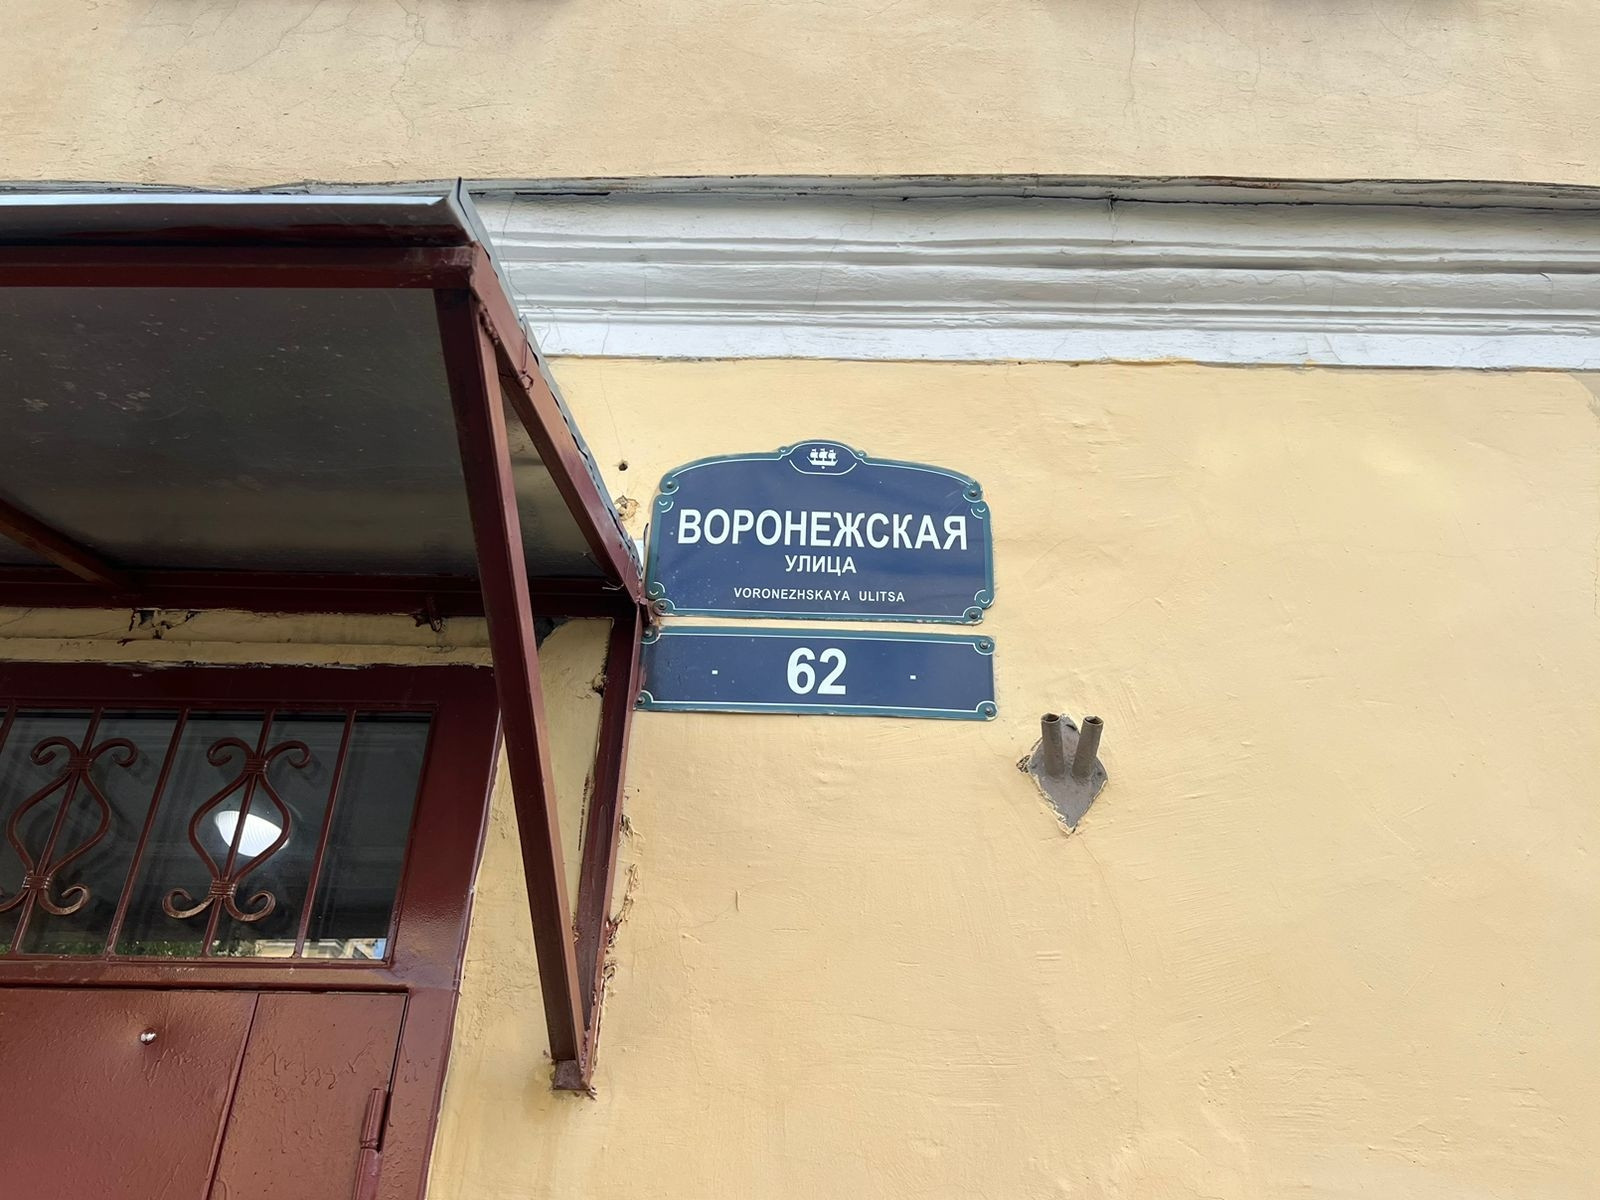 ВОРОНЕЖСКАЯ
УЛИЦА
VORONEZHSKAYA ULITSA
62